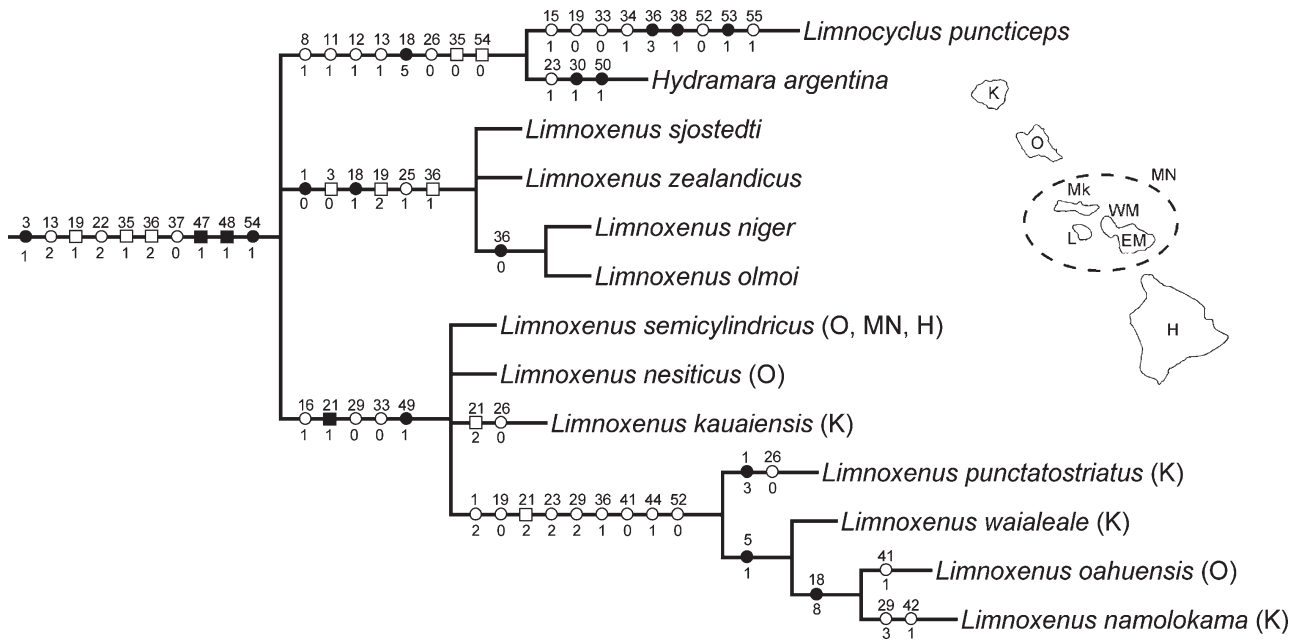 15 19 33 34 36 38 52 53 55
1 0 0 1 3 1 0 1 1
Limnocyclus puncticeps
8 11 12 13 18 26 35 54
1 1 1 1 5 0 0 0
23 30 50
1 1 1
Hydramara argentina
Limnoxenus sjostedti
1 3 18 19 25 36
0 0 1 2 1 1
Limnoxenus zealandicus
3 13 19 22 35 36 37 47 48 54
1 2 1 2 1 2 0 1 1 1
Limnoxenus niger
36
0
Limnoxenus olmoi
Limnoxenus semicylindricus (O, MN, H)
Limnoxenus nesiticus (O)
16 21 29 33 49
1 1 0 0 1
21 26
2 0
Limnoxenus kauaiensis (K)
1 26
3 0
Limnoxenus punctatostriatus (K)
1 19 21 23 29 36 41 44 52
2 0 2 2 2 1 0 1 0
Limnoxenus waialeale (K)
5
1
41
1
Limnoxenus oahuensis (O)
18
8
29 42
3 1
Limnoxenus namolokama (K)
K
O
MN
Mk
WM
L
EM
H